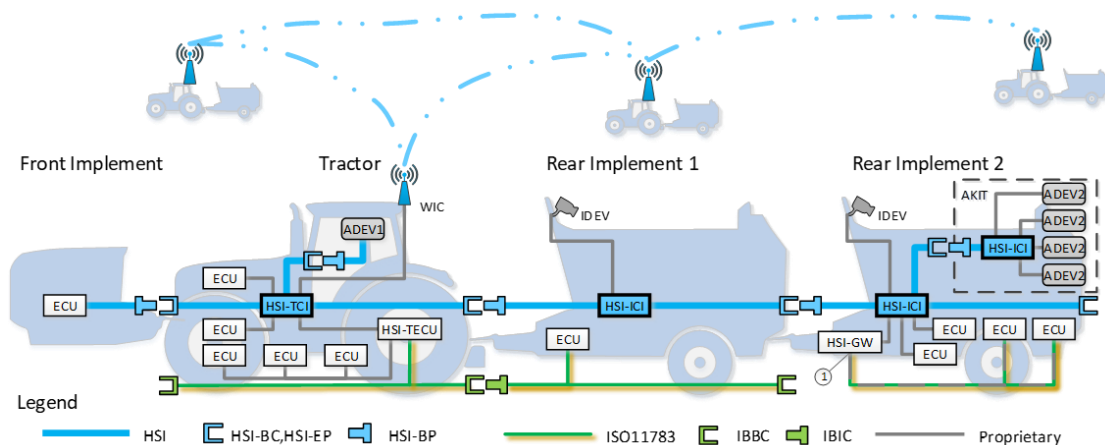 Front Implement
Tractor
Rear Implement 1
Rear Implement 2
WIC
IDEV
IDEV
AKIT
ADEV2
ADEV2
ADEV2
ADEV2
ADEV1
HSI-ICI
ECU
ECU
HSI-TCI
HSI-ICI
HSI-ICI
ECU
HSI-TECU
ECU
ECU
ECU
ECU
HSI-GW
ECU
ECU
ECU
ECU
1
Legend
HSI
HSI-BC,HSI-EP
HSI-BP
ISO11783
IBBC
IBIC
Proprietary